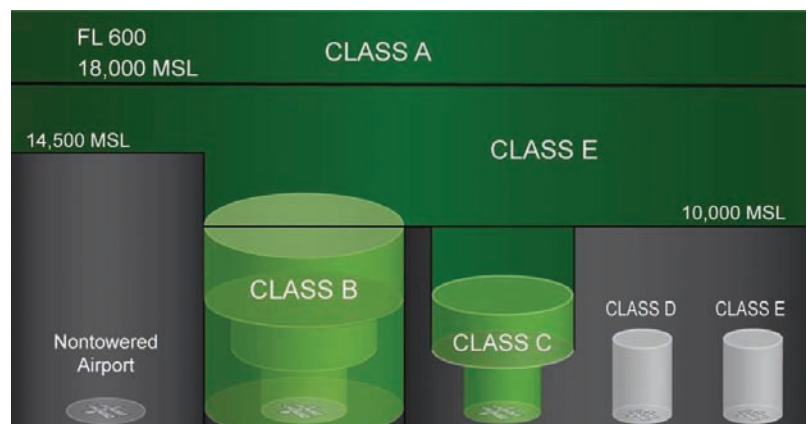 FL 600
18,000 MSL
CLASS A
14,500 MSL
CLASS E
10,000 MSL
CLASS B
CLASS D
CLASS E
Nontowered
Airport
CLASS C